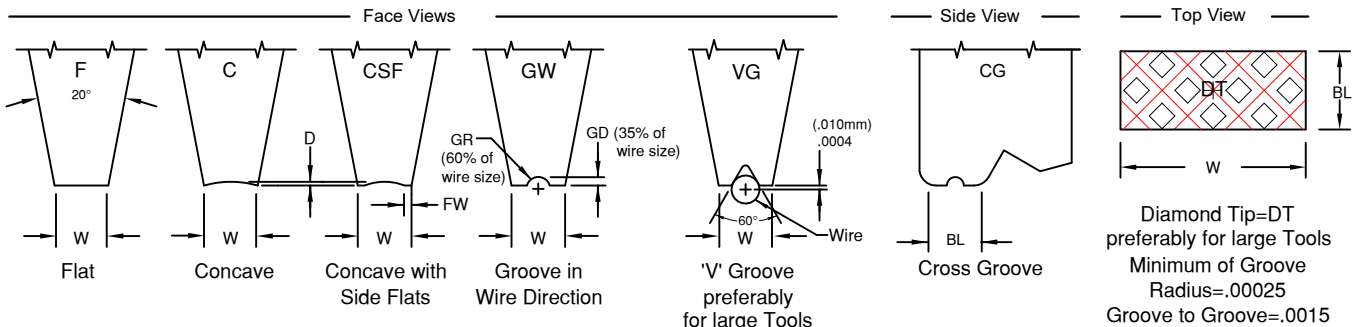 Face Views
Side View
Top View
F
20°
C
CSF
GW
VG
CG
DT
D
GR
(60% of
wire size)
GD (35% of
wire size)
(.010mm)
.0004
BL
W
FW
60°
Wire
W
W
W
W
W
BL
Flat
Concave
Concave with
Side Flats
Groove in
Wire Direction
'V' Groove
preferably
for large Tools
Cross Groove
Diamond Tip=DT
preferably for large Tools
Minimum of Groove
Radius=.00025
Groove to Groove=.0015